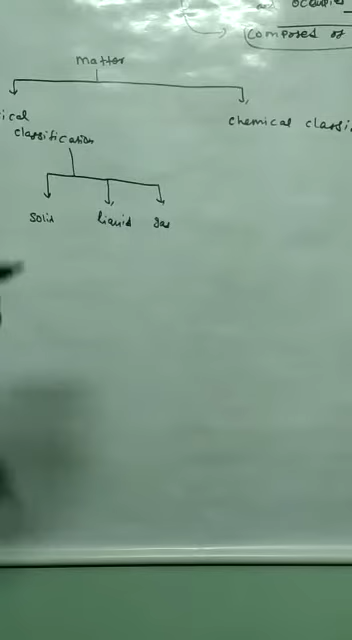 occupies
composed of
matter
ical
classification
chemical classi
solid
liquid
gas